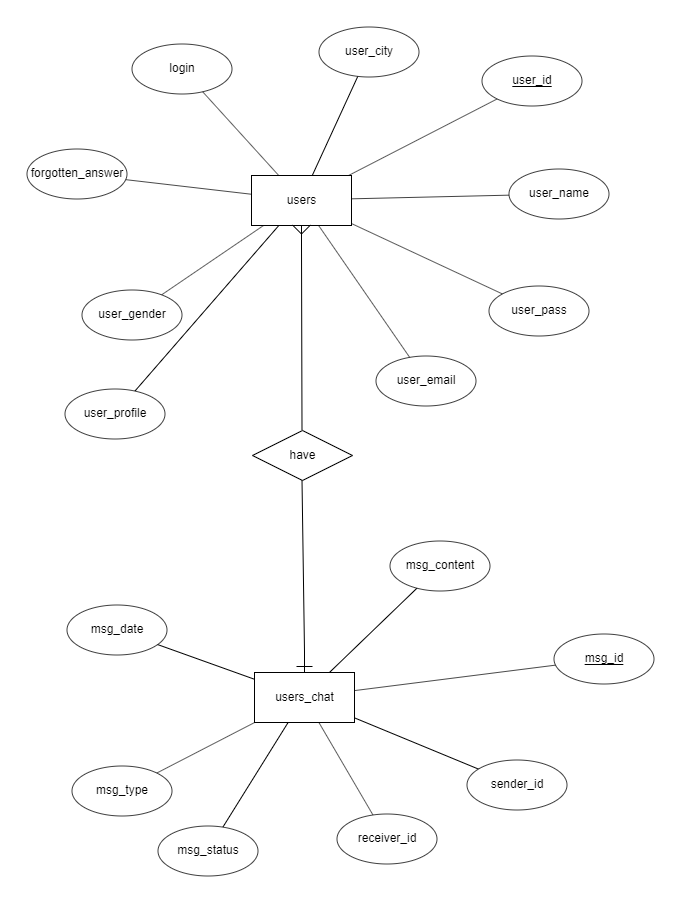 user_city
login
user_id
forgotten_answer
user_name
users
user_gender
user_pass
user_email
user_profile
have
msg_content
msg_date
msg_id
users_chat
sender_id
msg_type
receiver_id
msg_status